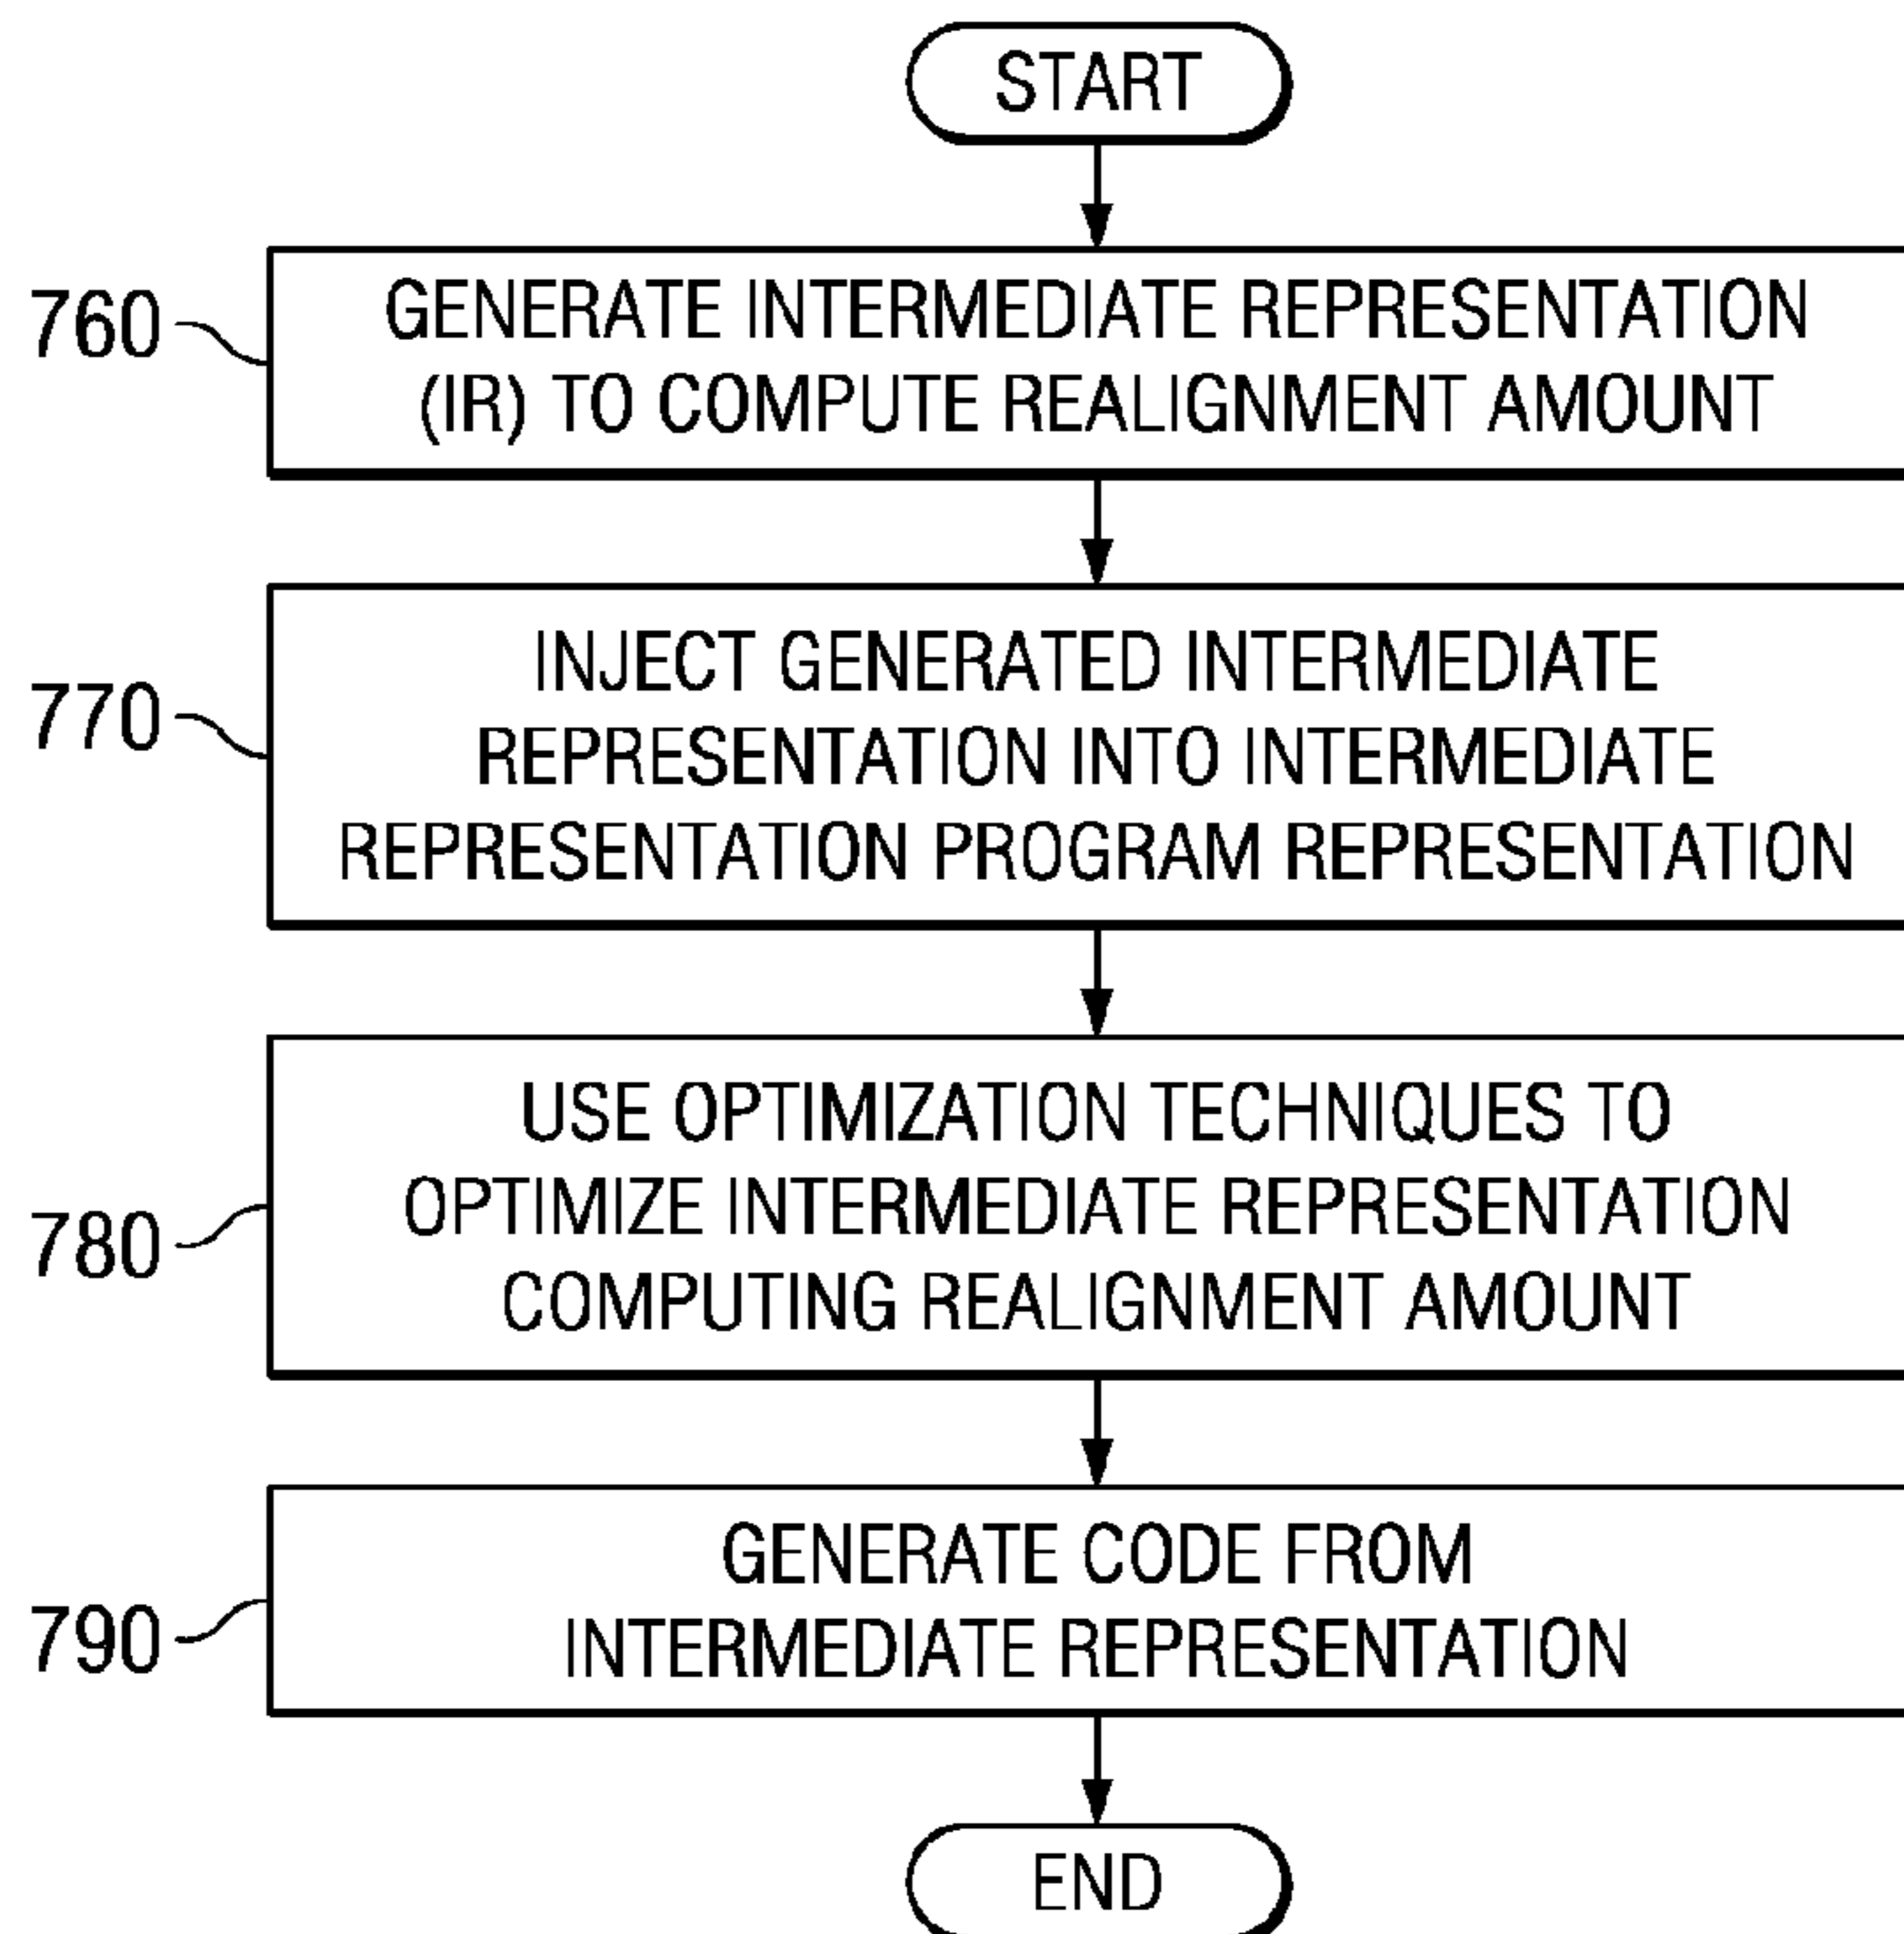 START
760
GENERATE INTERMEDIATE REPRESENTATION
(IR) TO COMPUTE REALIGNMENT AMOUNT
770
INJECT GENERATED INTERMEDIATE
REPRESENTATION INTO INTERMEDIATE
REPRESENTATION PROGRAM REPRESENTATION
780
USE OPTIMIZATION TECHNIQUES TO
OPTIMIZE INTERMEDIATE REPRESENTATION
COMPUTING REALIGNMENT AMOUNT
790
GENERATE CODE FROM
INTERMEDIATE REPRESENTATION
END